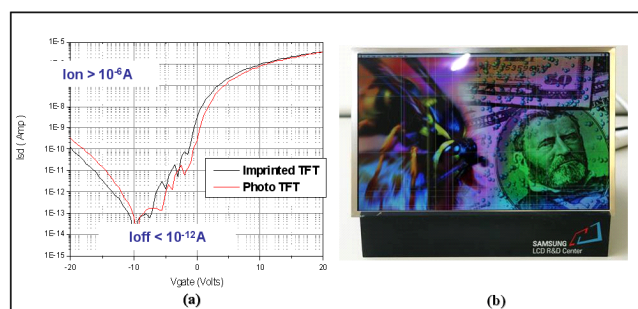 1E-5
Ion > 10-6A
1E-7
1E-8
1E-9
1E-10
1E-11
1E-12
1E-13
1E-14
1E-15
Isd ( Amp )
Imprinted TFT
Photo TFT
Ioff < 10-12A
-20 -10 0 10 20
Vgate (Volts)
(a)
50
SAMSUNG
LCD R&D Center
(b)